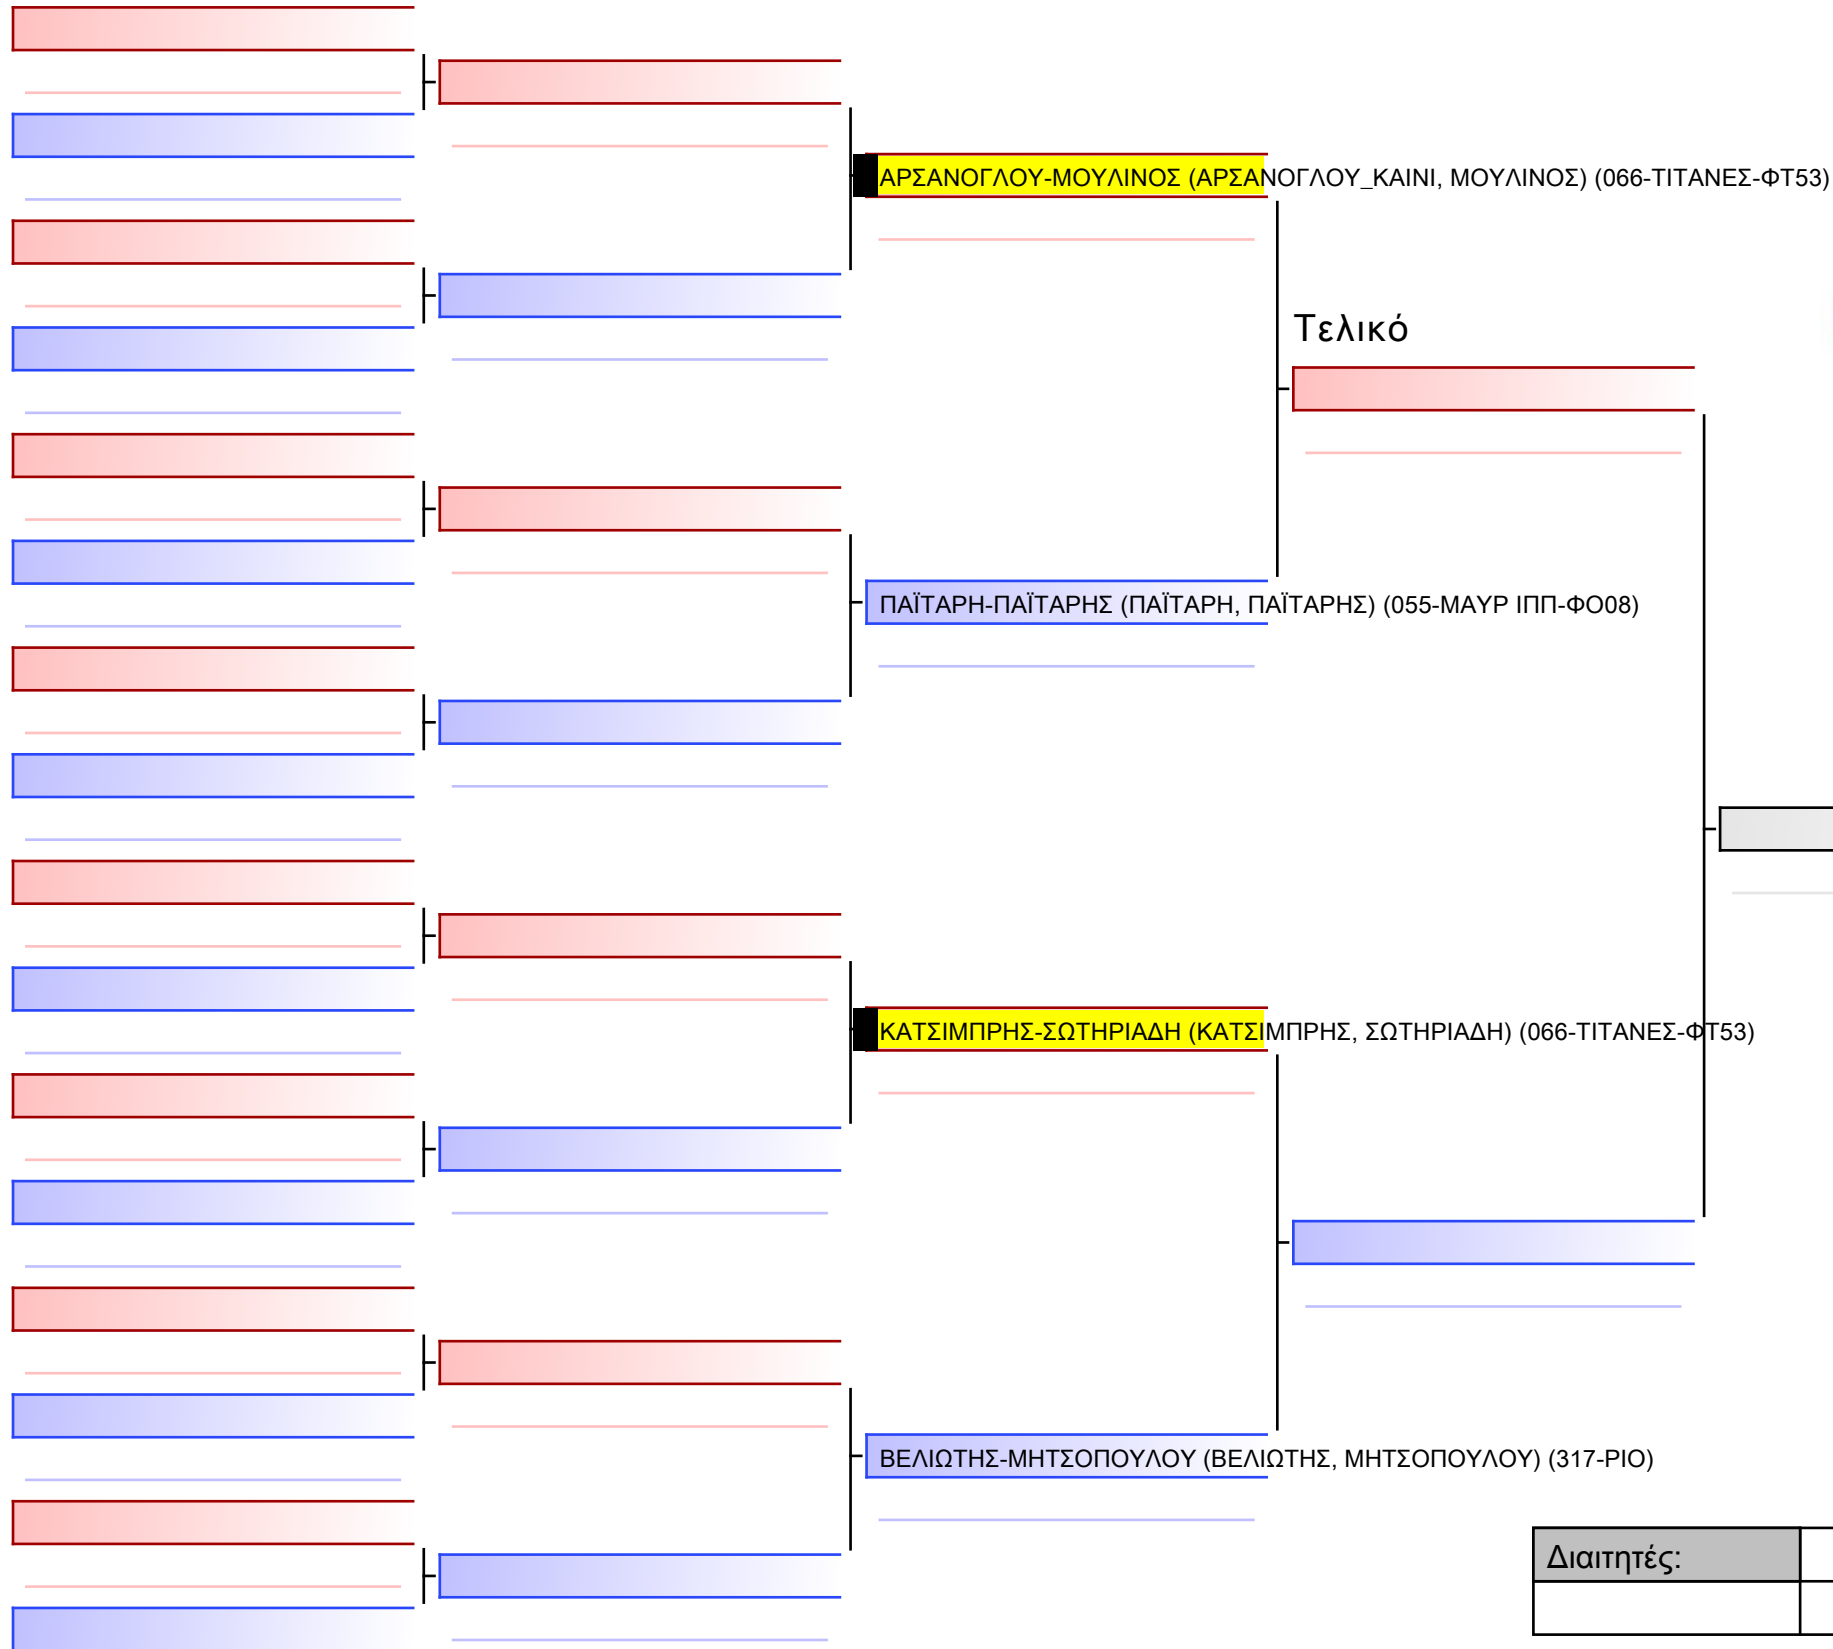 ΑΡΣΑΝΟΓΛΟΥ-ΜΟΥΛΙΝΟΣ (ΑΡΣΑΝΟΓΛΟΥ_ΚΑΙΝΙ, ΜΟΥΛΙΝΟΣ) (066-ΤΙΤΑΝΕΣ-ΦΤ53)
Τελικό
ΠΑΪΤΑΡΗ-ΠΑΪΤΑΡΗΣ (ΠΑΪΤΑΡΗ, ΠΑΪΤΑΡΗΣ) (055-ΜΑΥΡ ΙΠΠ-ΦΟ08)
ΚΑΤΣΙΜΠΡΗΣ-ΣΩΤΗΡΙΑΔΗ (ΚΑΤΣΙΜΠΡΗΣ, ΣΩΤΗΡΙΑΔΗ) (066-ΤΙΤΑΝΕΣ-ΦΤ53)
ΒΕΛΙΩΤΗΣ-ΜΗΤΣΟΠΟΥΛΟΥ (ΒΕΛΙΩΤΗΣ, ΜΗΤΣΟΠΟΥΛΟΥ) (317-ΡΙΟ)
Διαιτητές: